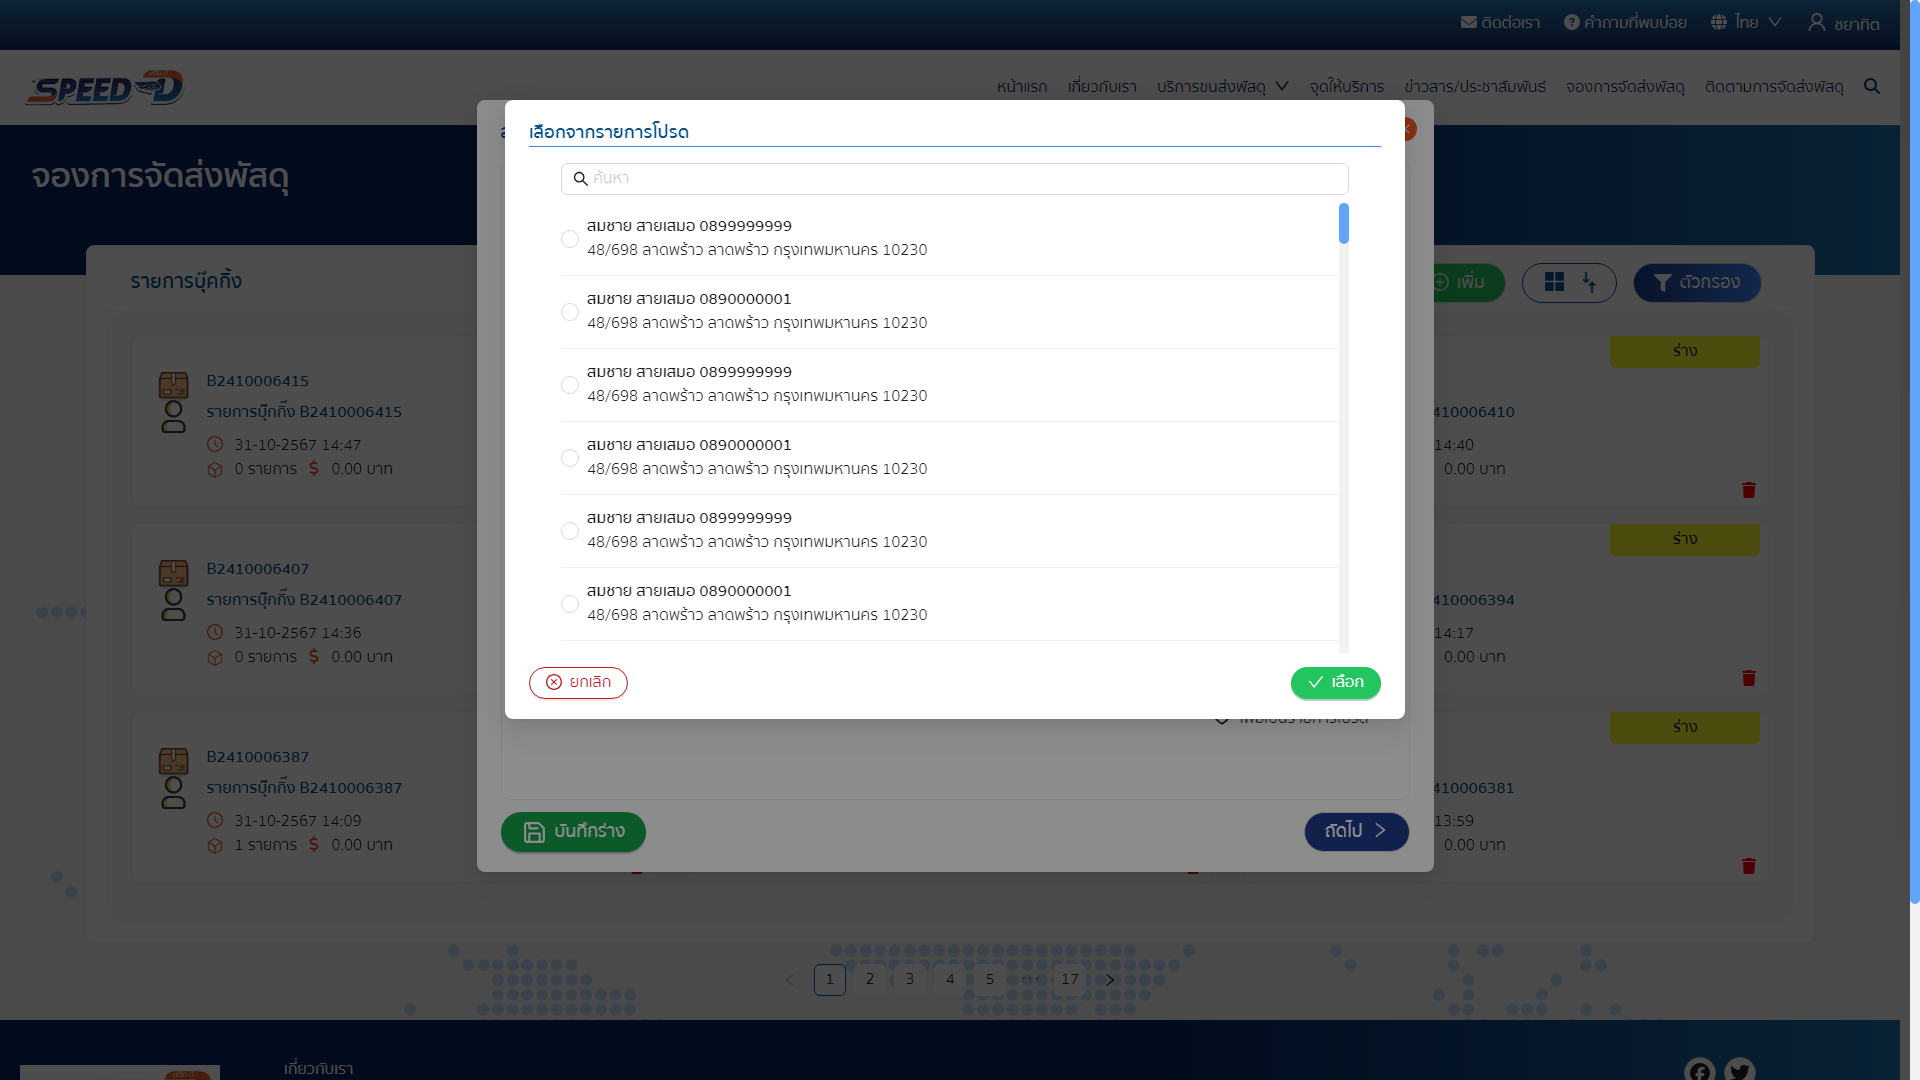 ติดต่อเรา คำถามที่พบบ่อย ไทย ชยาทิต
SPEED D
หน้าแรก เกี่ยวกับเรา บริการขนส่งพัสดุ จุดให้บริการ ข่าวสาร/ประชาสัมพันธ์ จองการจัดส่งพัสดุ ติดตามการจัดส่งพัสดุ
จองการจัดส่งพัสดุ
รายการบุ๊คกิ้ง
เพิ่ม
ตัวกรอง
เลือกจากรายการโปรด
ค้นหา
สมชาย สายเสมอ 0899999999
48/698 ลาดพร้าว ลาดพร้าว กรุงเทพมหานคร 10230
สมชาย สายเสมอ 0890000001
48/698 ลาดพร้าว ลาดพร้าว กรุงเทพมหานคร 10230
สมชาย สายเสมอ 0899999999
48/698 ลาดพร้าว ลาดพร้าว กรุงเทพมหานคร 10230
สมชาย สายเสมอ 0890000001
48/698 ลาดพร้าว ลาดพร้าว กรุงเทพมหานคร 10230
สมชาย สายเสมอ 0899999999
48/698 ลาดพร้าว ลาดพร้าว กรุงเทพมหานคร 10230
สมชาย สายเสมอ 0890000001
48/698 ลาดพร้าว ลาดพร้าว กรุงเทพมหานคร 10230
ยกเลิก
เลือก
บันทึกร่าง
ถัดไป
B2410006415
รายการบุ๊กกิ้ง B2410006415
31-10-2567 14:47
0 รายการ $ 0.00 บาท
ร่าง
410006410
14:40
0.00 บาท
B2410006407
รายการบุ๊กกิ้ง B2410006407
31-10-2567 14:36
0 รายการ $ 0.00 บาท
ร่าง
410006394
14:17
0.00 บาท
B2410006387
รายการบุ๊กกิ้ง B2410006387
31-10-2567 14:09
1 รายการ $ 0.00 บาท
ร่าง
410006381
13:59
0.00 บาท
1 2 3 4 5 ••• 17
เกี่ยวกับเรา